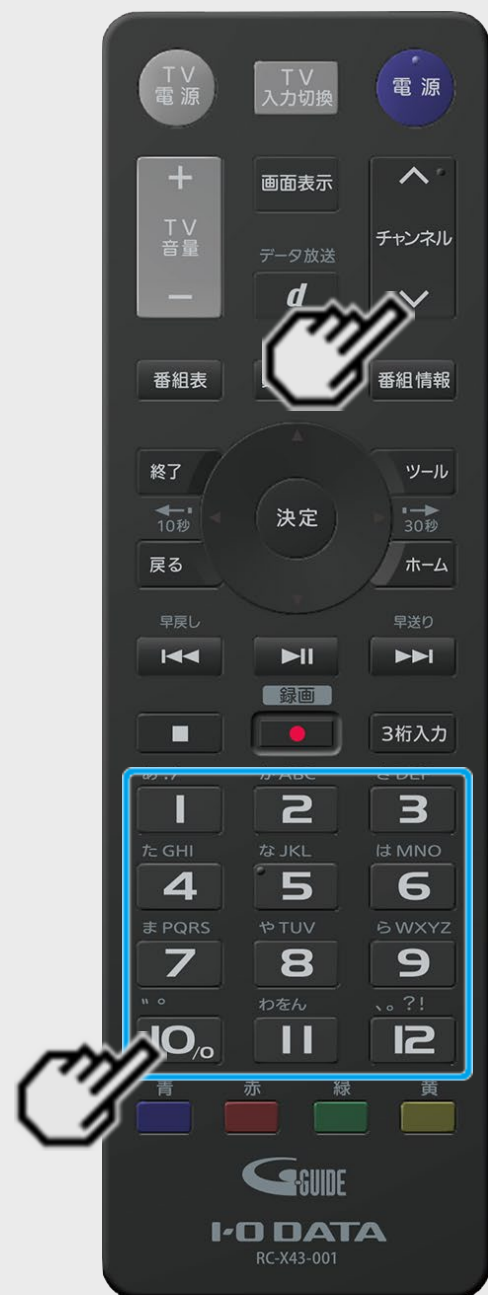 TV
電源
TV
入力切換
電源
+
TV
音量
−
画面表示
チャンネル
データ放送
d
番組表
番組情報
終了
ツール
10秒
決定
30秒
戻る
ホーム
早戻し
早送り
録画
3桁入力
1
2
3
た GHI
な JKL
は MNO
4
5
6
ま PQRS
や TUV
ら WXYZ
7
8
9
" °
わをん
、。?!
10/0
11
12
青
赤
緑
黄
G-GUIDE
I-O DATA
RC-X43-001